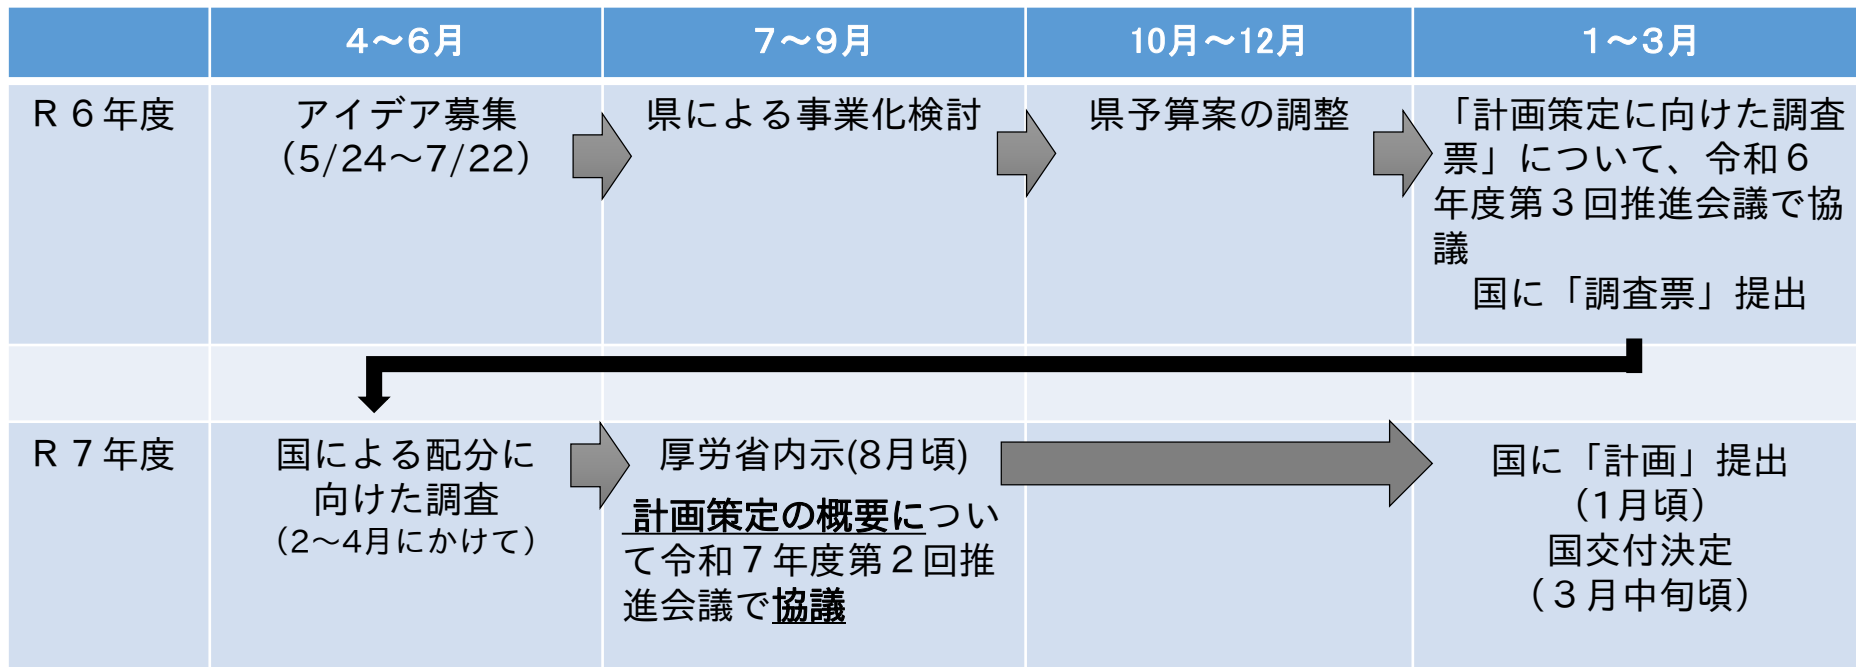 ４～６月
７～９月
10月～12月
１～３月
Ｒ６年度
アイデア募集
（5/24～7/22）
県による事業化検討
県予算案の調整
「計画策定に向けた調査
票」について、令和６
年度第３回推進会議で協
議
国に「調査票」提出
Ｒ７年度
国による配分に
向けた調査
（2～4月にかけて）
厚労省内示(8月頃)
計画策定の概要につい
て令和７年度第２回推
進会議で協議
国に「計画」提出
（1月頃）
国交付決定
（３月中旬頃）